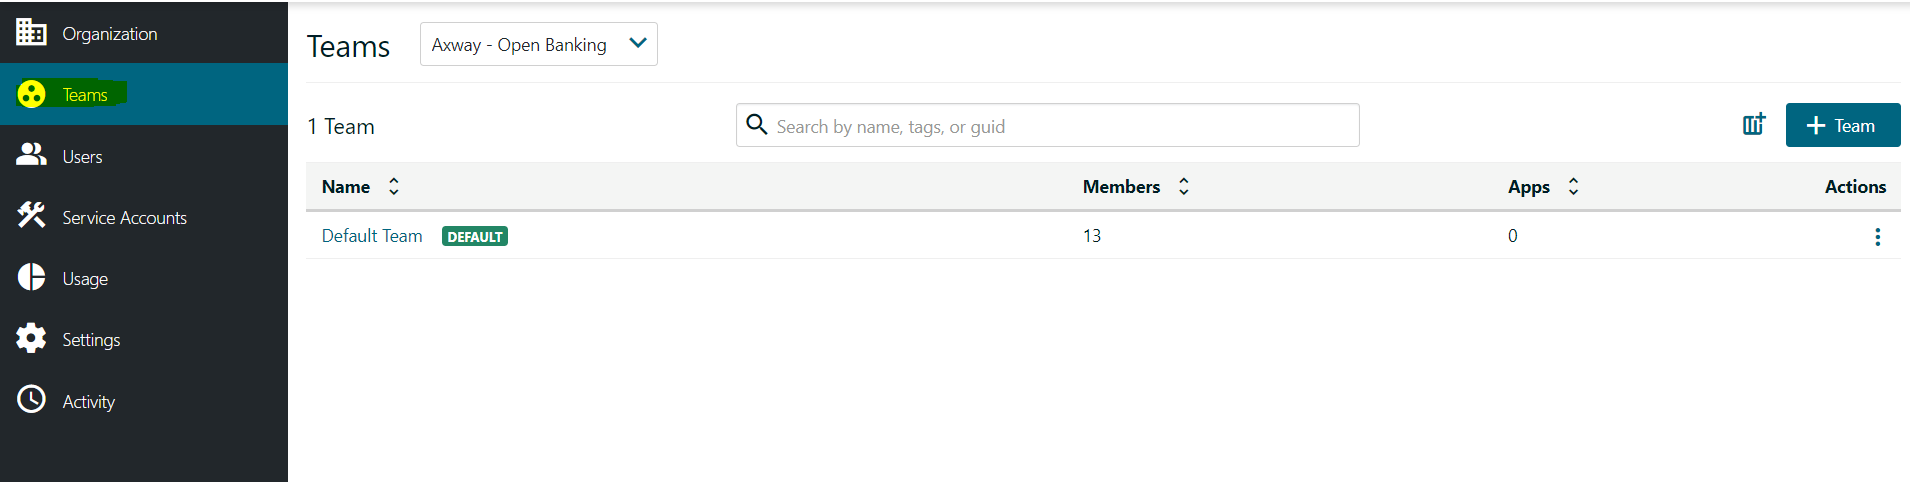 Organization
Teams
Users
Service Accounts
Usage
Settings
Activity
Teams
Axway - Open Banking
1 Team
Search by name, tags, or guid
+ Team
Name Members Apps Actions
Default Team DEFAULT 13 0